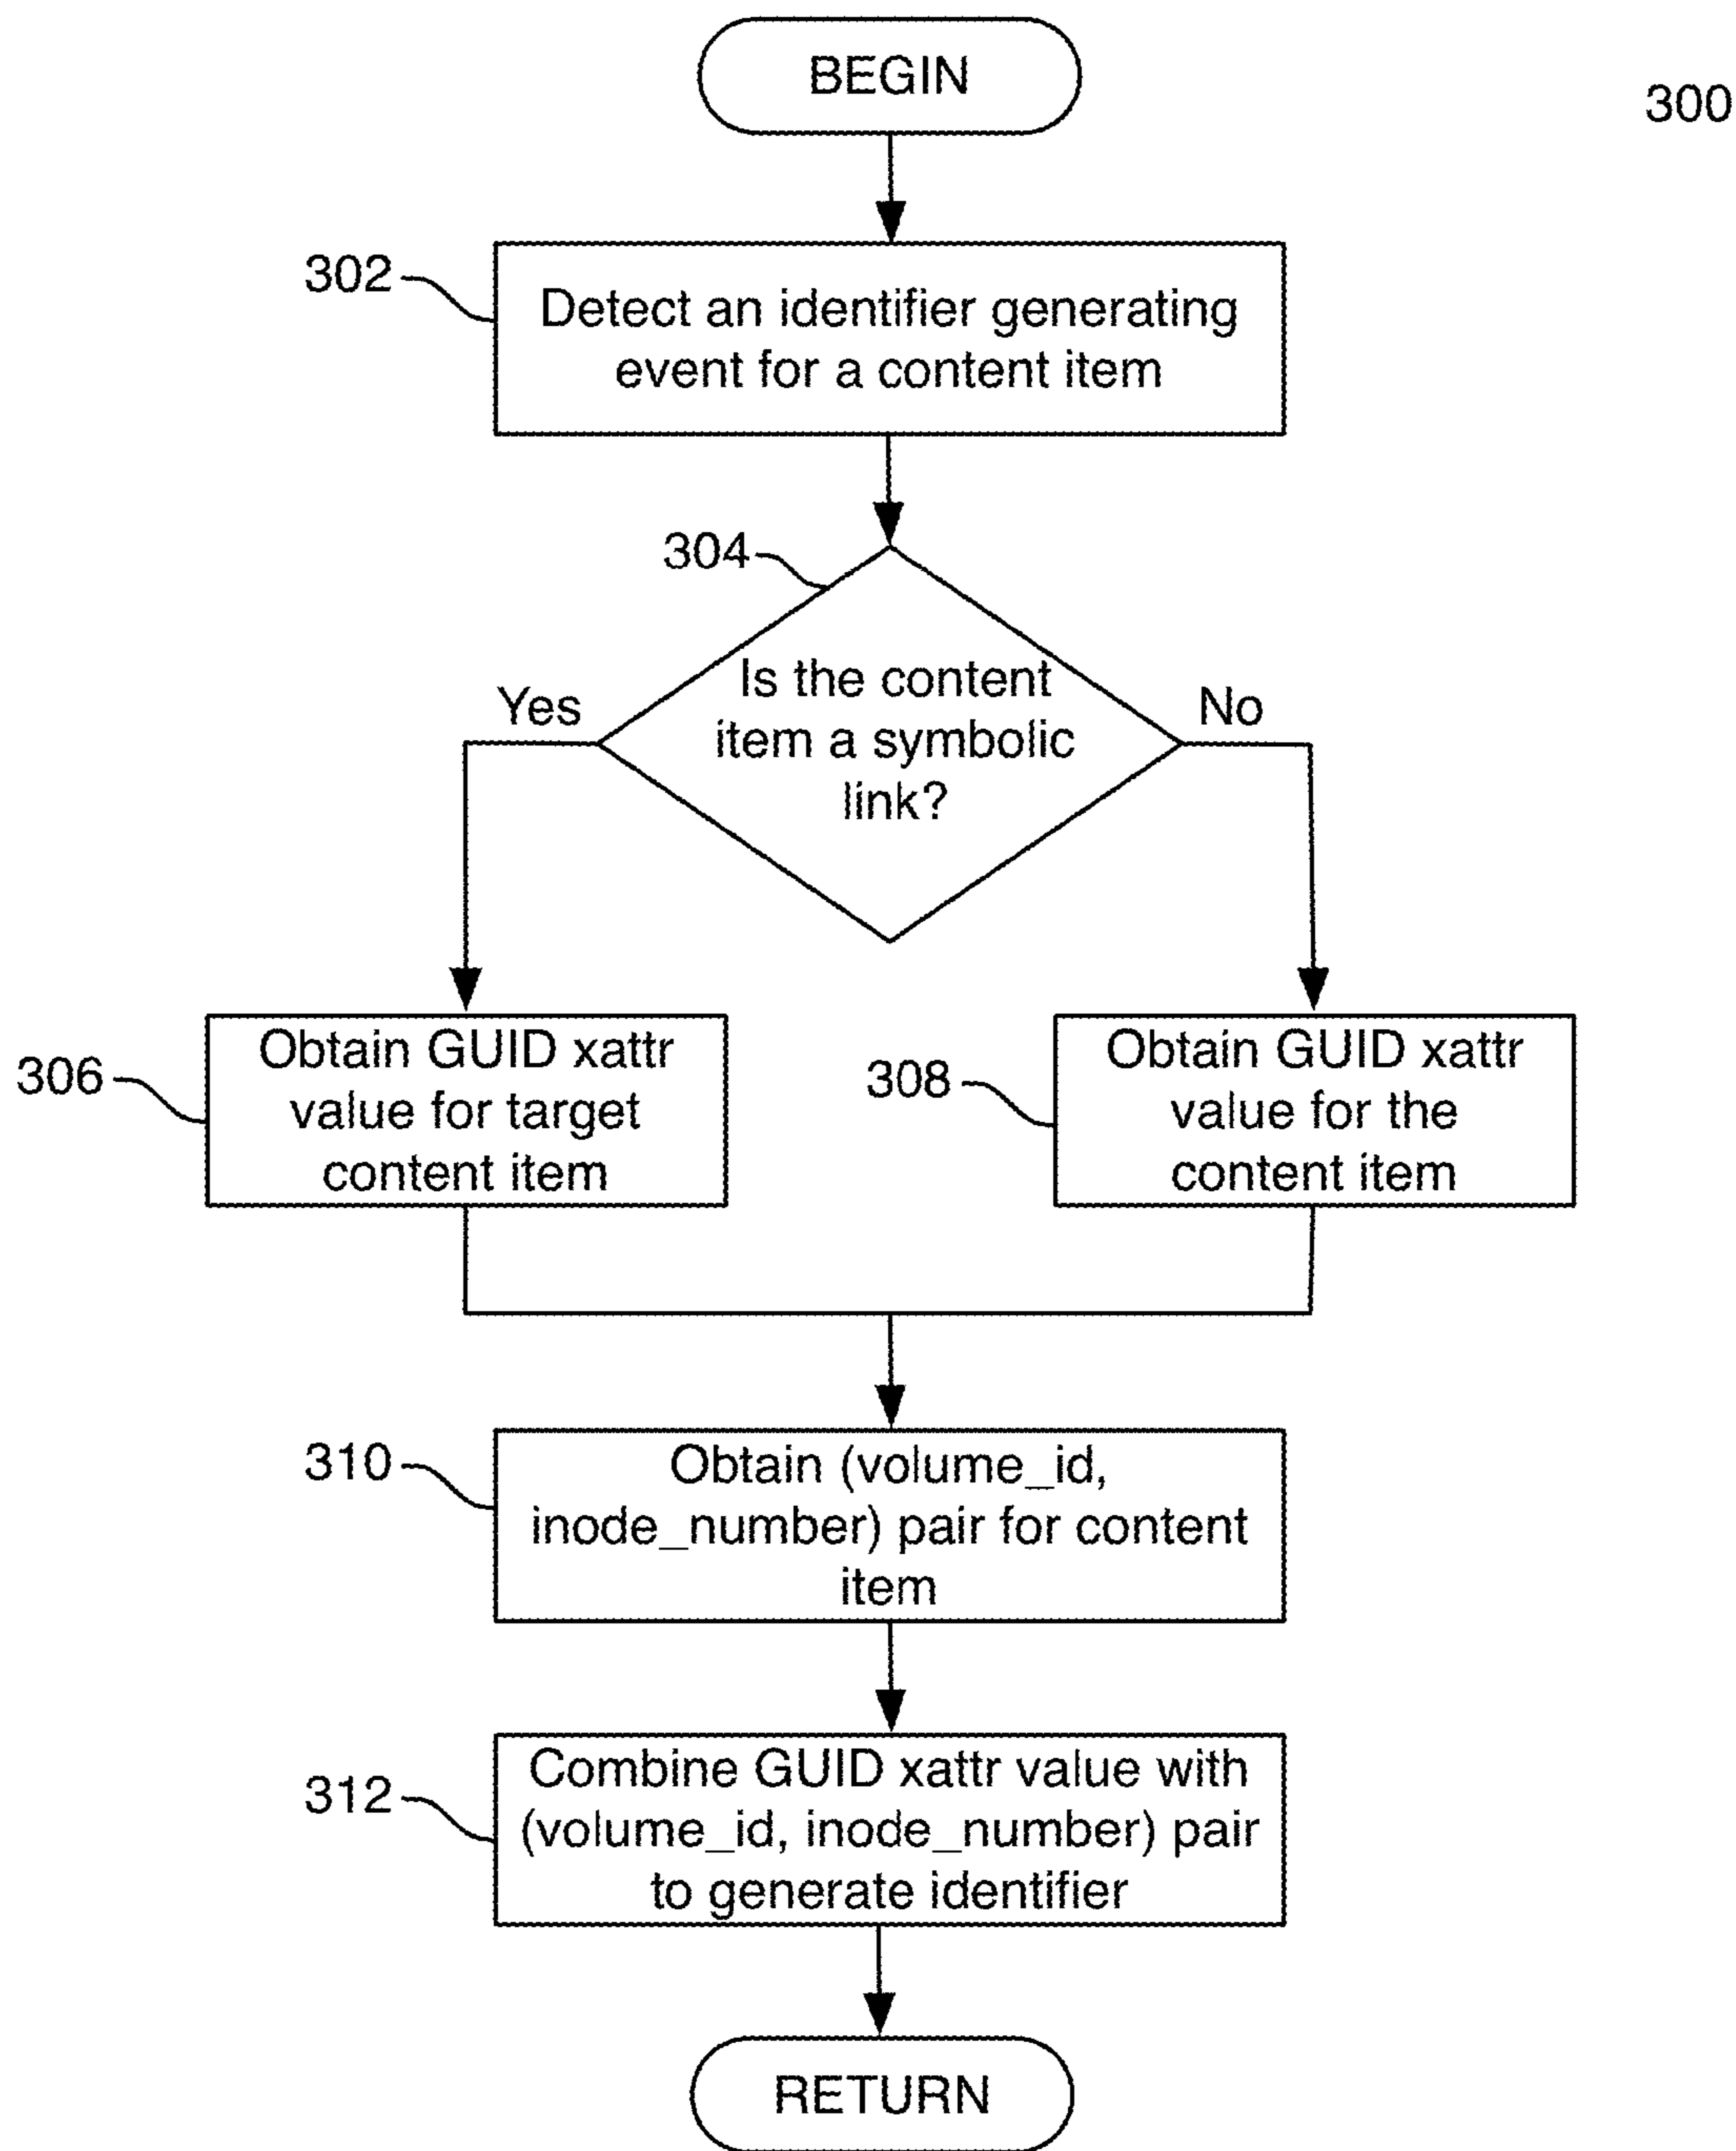 BEGIN
300
302
Detect an identifier generating
event for a content item
304
Is the content
item a symbolic
link?
Yes
No
306
Obtain GUID xattr
value for target
content item
308
Obtain GUID xattr
value for the
content item
310
Obtain (volume_id,
inode_number) pair for content
item
312
Combine GUID xattr value with
(volume_id, inode_number) pair
to generate identifier
RETURN